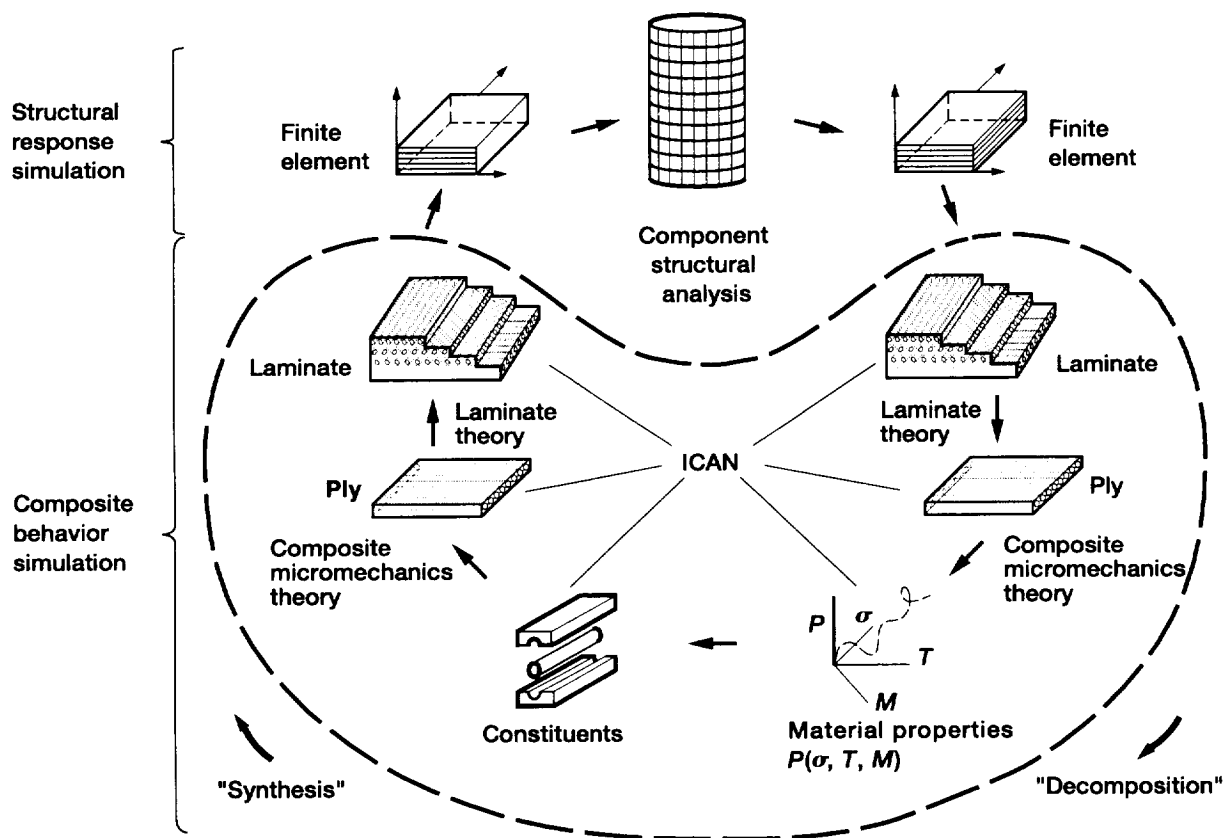 Structural
response
simulation
Finite
element
Component
structural
analysis
Finite
element
Composite
behavior
simulation
Laminate
Laminate
theory
Ply
Composite
micromechanics
theory
Constituents
"Synthesis"
ICAN
Laminate
Laminate
theory
Ply
Composite
micromechanics
theory
P
σ
T
M
Material properties
P(σ, T, M)
"Decomposition"